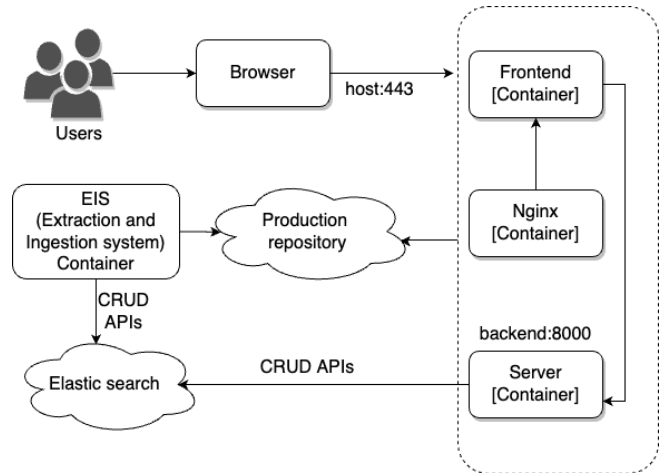 Users
Browser
host:443
Frontend
[Container]
EIS
(Extraction and
Ingestion system)
Container
Production
repository
Nginx
[Container]
CRUD
APIs
backend:8000
Elastic search
CRUD APIs
Server
[Container]